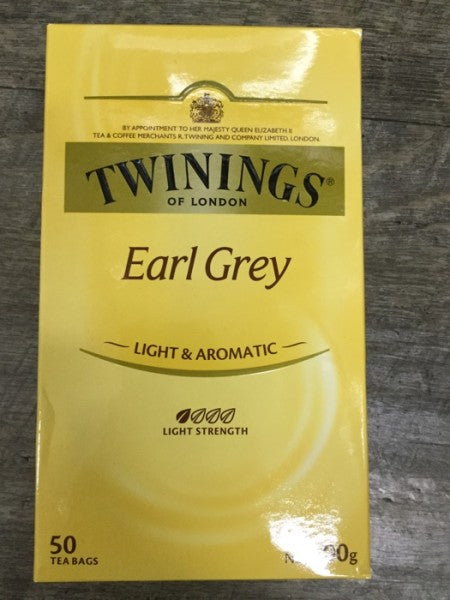 BY APPOINTMENT TO HER MAJESTY QUEEN ELIZABETH II
TEA & COFFEE MERCHANTS R. TWINING AND COMPANY LIMITED, LONDON.
TWININGS®
OF LONDON
Earl Grey
LIGHT & AROMATIC
LIGHT STRENGTH
50
TEA BAGS